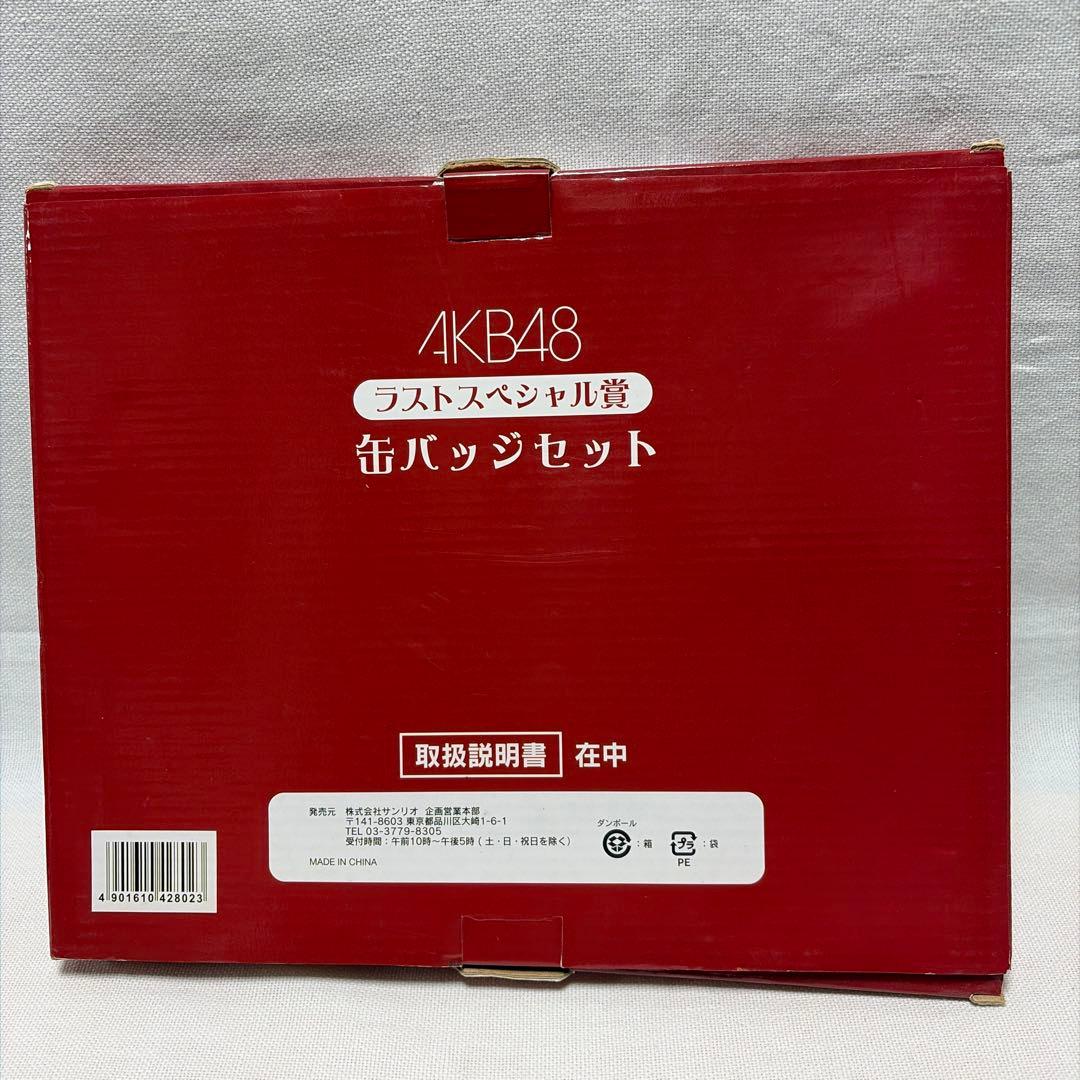 AKB48
ラストスペシャル賞
缶バッジセット
取扱説明書 在中
発売元 株式会社サンリオ 企画営業本部
〒141-8603 東京都品川区大崎1-6-1
TEL 03-3779-8305
受付時間：午前10時〜午後5時 ( 土・日・祝日を除く )
MADE IN CHINA
ダンボール
：箱
プラ ：袋
PE
4 901610 428023